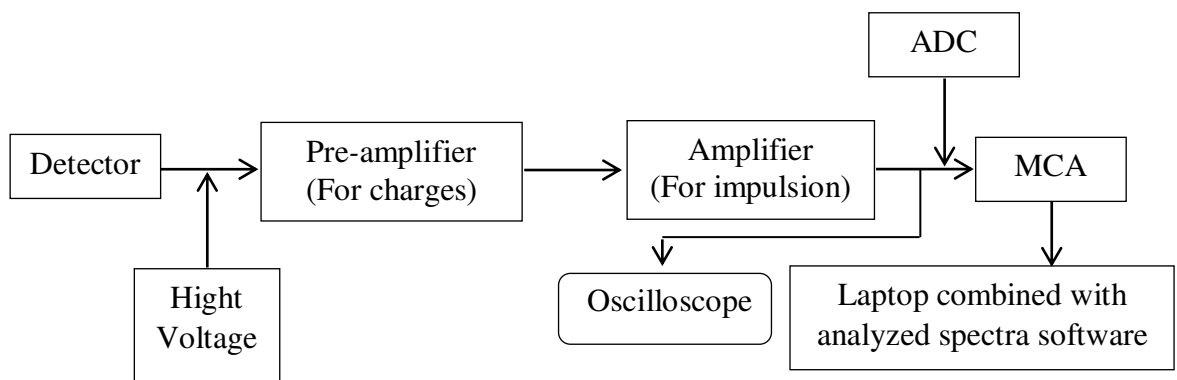 ADC
Detector
Pre-amplifier
(For charges)
Amplifier
(For impulsion)
MCA
Hight
Voltage
Oscilloscope
Laptop combined with
analyzed spectra software